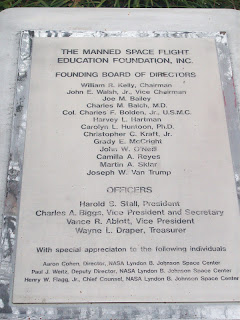 THE MANNED SPACE FLIGHT
EDUCATION FOUNDATION, INC.
FOUNDING BOARD OF DIRECTORS
William R. Kelly, Chairman
John E. Walsh, Jr., Vice Chairman
Joe M. Bailey
Charles M. Balch, M.D.
Col. Charles F. Bolden, Jr., U.S.M.C.
Harvey L. Hartman
Carolyn L. Huntoon, Ph.D.
Christopher C. Kraft, Jr.
Grady E. McCright
John W. O'Neill
Camilla A. Reyes
Martin A. Sklar
Joseph W. Van Trump
OFFICERS
Harold S. Stall, President
Charles A. Biggs, Vice President and Secretary
Vance R. Ablott, Vice President
Wayne L. Draper, Treasurer
With special appreciation to the following individuals
Aaron Cohen, Director, NASA Lyndon B. Johnson Space Center
Paul J. Weitz, Deputy Director, NASA Lyndon B. Johnson Space Center
Henry W. Flagg, Jr., Chief Counsel, NASA Lyndon B. Johnson Space Center